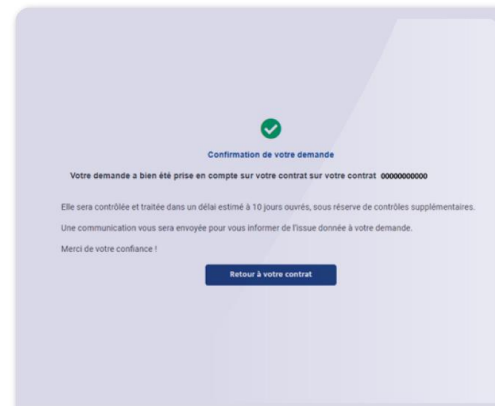 Confirmation de votre demande
Votre demande a bien été prise en compte sur votre contrat sur votre contrat 0000000000
Elle sera contrôlée et traitée dans un délai estimé à 10 jours ouvrés, sous réserve de contrôles supplémentaires.
Une communication vous sera envoyée pour vous informer de l'issue donnée à votre demande.
Merci de votre confiance !
Retour à votre contrat